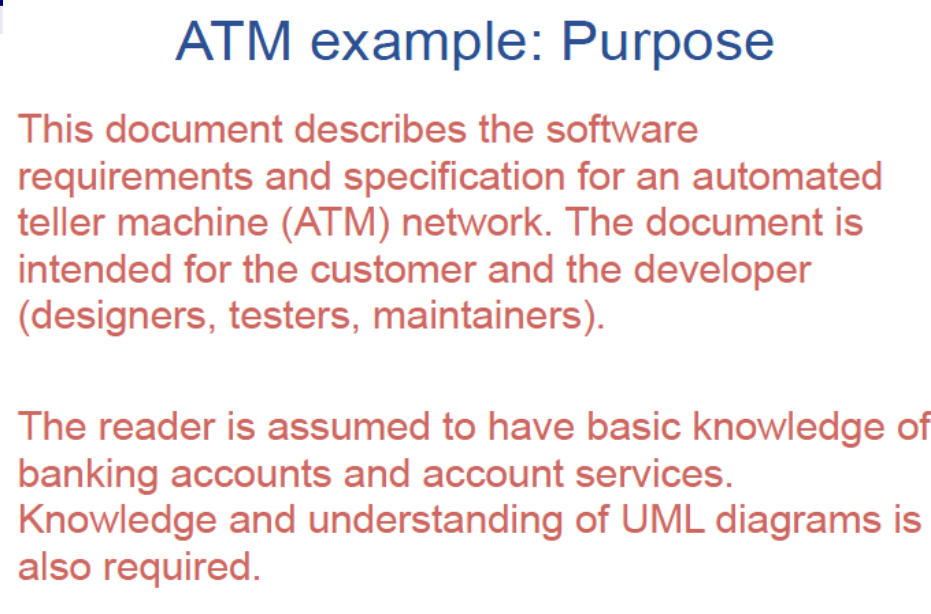 ATM example: Purpose
This document describes the software
requirements and specification for an automated
teller machine (ATM) network. The document is
intended for the customer and the developer
(designers, testers, maintainers).
The reader is assumed to have basic knowledge of
banking accounts and account services.
Knowledge and understanding of UML diagrams is
also required.